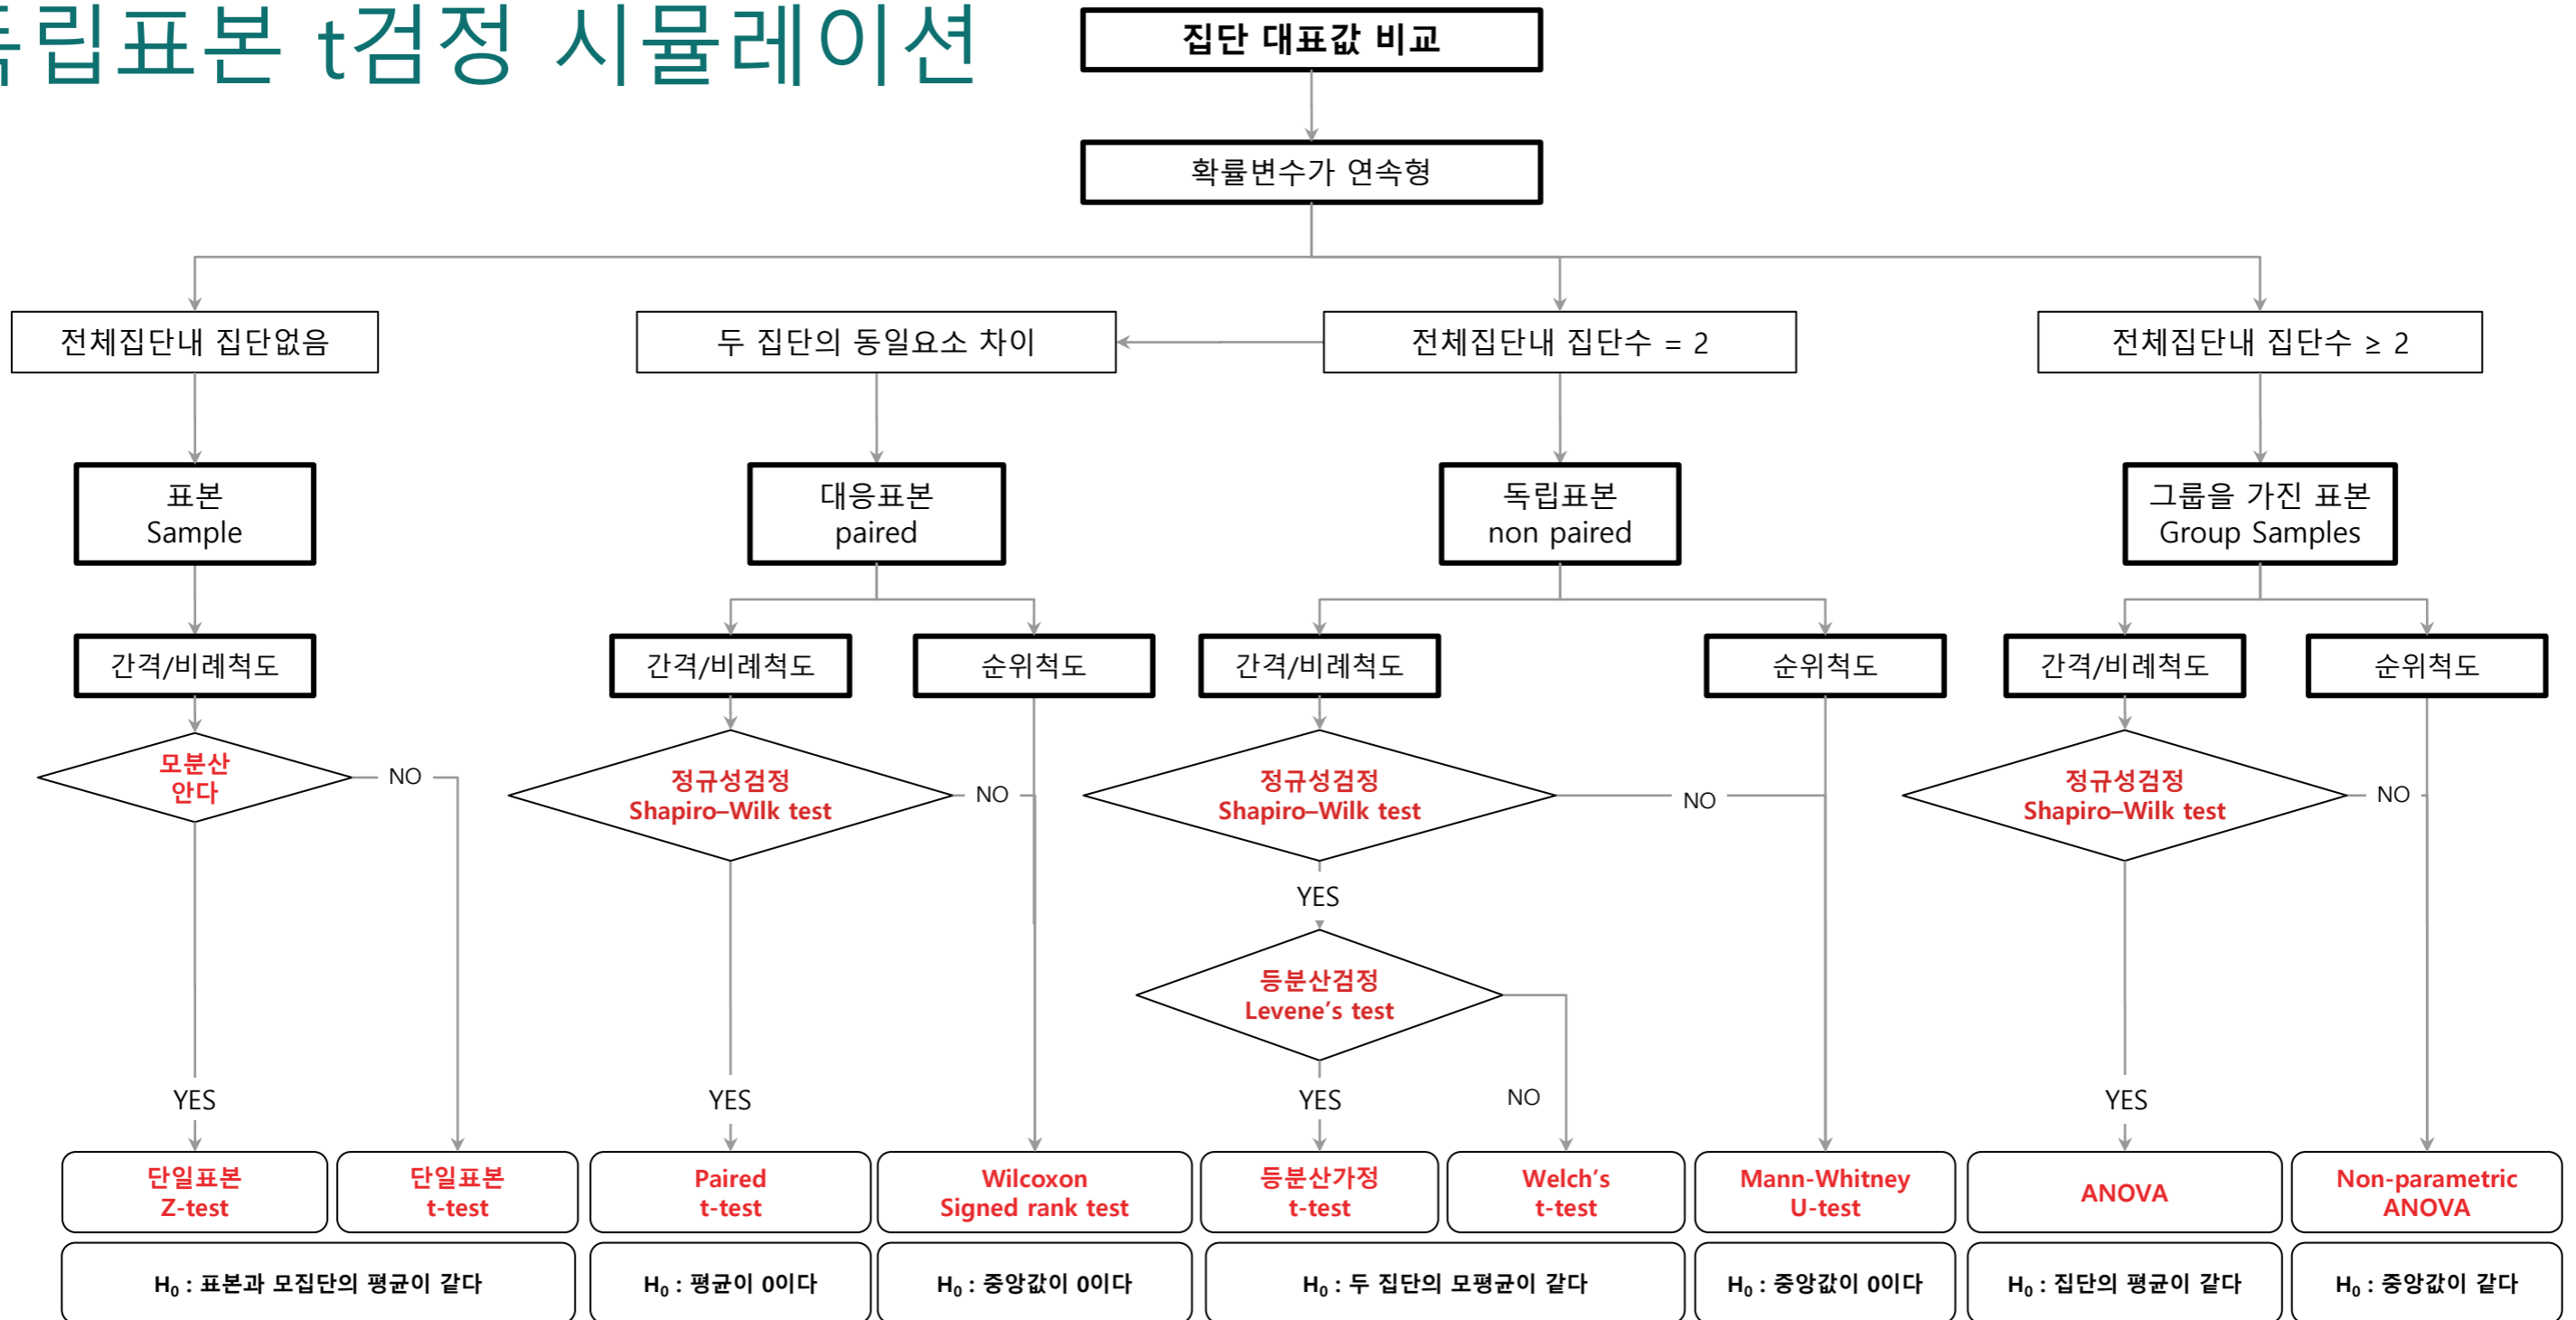 독립표본 t검정 시뮬레이션
집단 대표값 비교
확률변수가 연속형
전체집단내 집단없음
두 집단의 동일요소 차이
전체집단내 집단수 = 2
전체집단내 집단수 ≥ 2
표본
Sample
대응표본
paired
독립표본
non paired
그룹을 가진 표본
Group Samples
간격/비례척도
간격/비례척도
순위척도
간격/비례척도
순위척도
간격/비례척도
순위척도
모분산
안다
NO
정규성검정
Shapiro–Wilk test
NO
정규성검정
Shapiro–Wilk test
NO
정규성검정
Shapiro–Wilk test
NO
YES
등분산검정
Levene's test
YES
YES
YES
NO
YES
단일표본
Z-test
단일표본
t-test
Paired
t-test
Wilcoxon
Signed rank test
등분산가정
t-test
Welch's
t-test
Mann-Whitney
U-test
ANOVA
Non-parametric
ANOVA
H₀ : 표본과 모집단의 평균이 같다
H₀ : 평균이 0이다
H₀ : 중앙값이 0이다
H₀ : 두 집단의 모평균이 같다
H₀ : 중앙값이 0이다
H₀ : 집단의 평균이 같다
H₀ : 중앙값이 같다